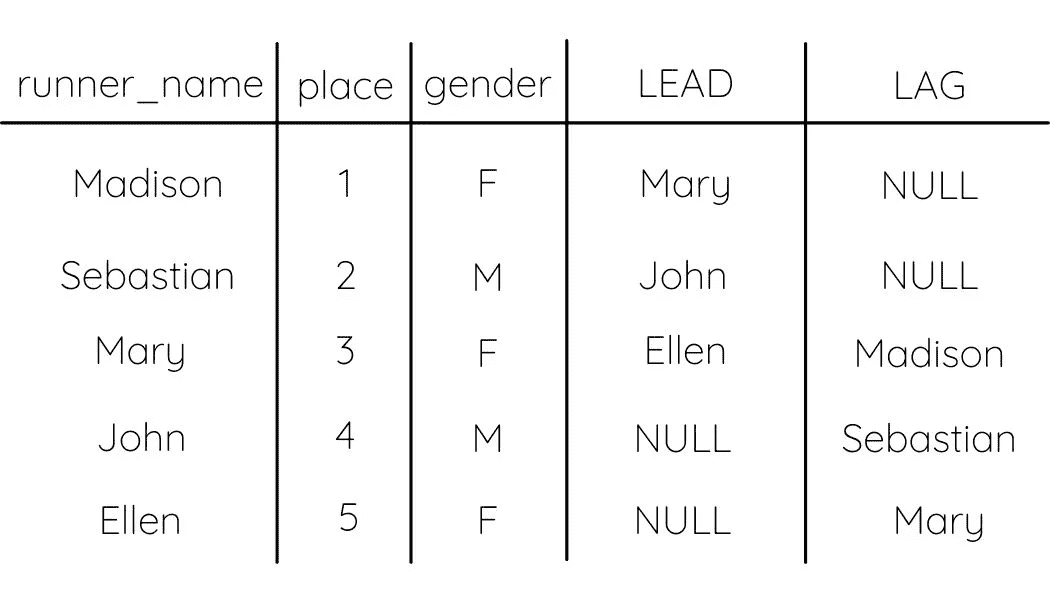 runner_name place gender LEAD LAG
Madison 1 F Mary NULL
Sebastian 2 M John NULL
Mary 3 F Ellen Madison
John 4 M NULL Sebastian
Ellen 5 F NULL Mary